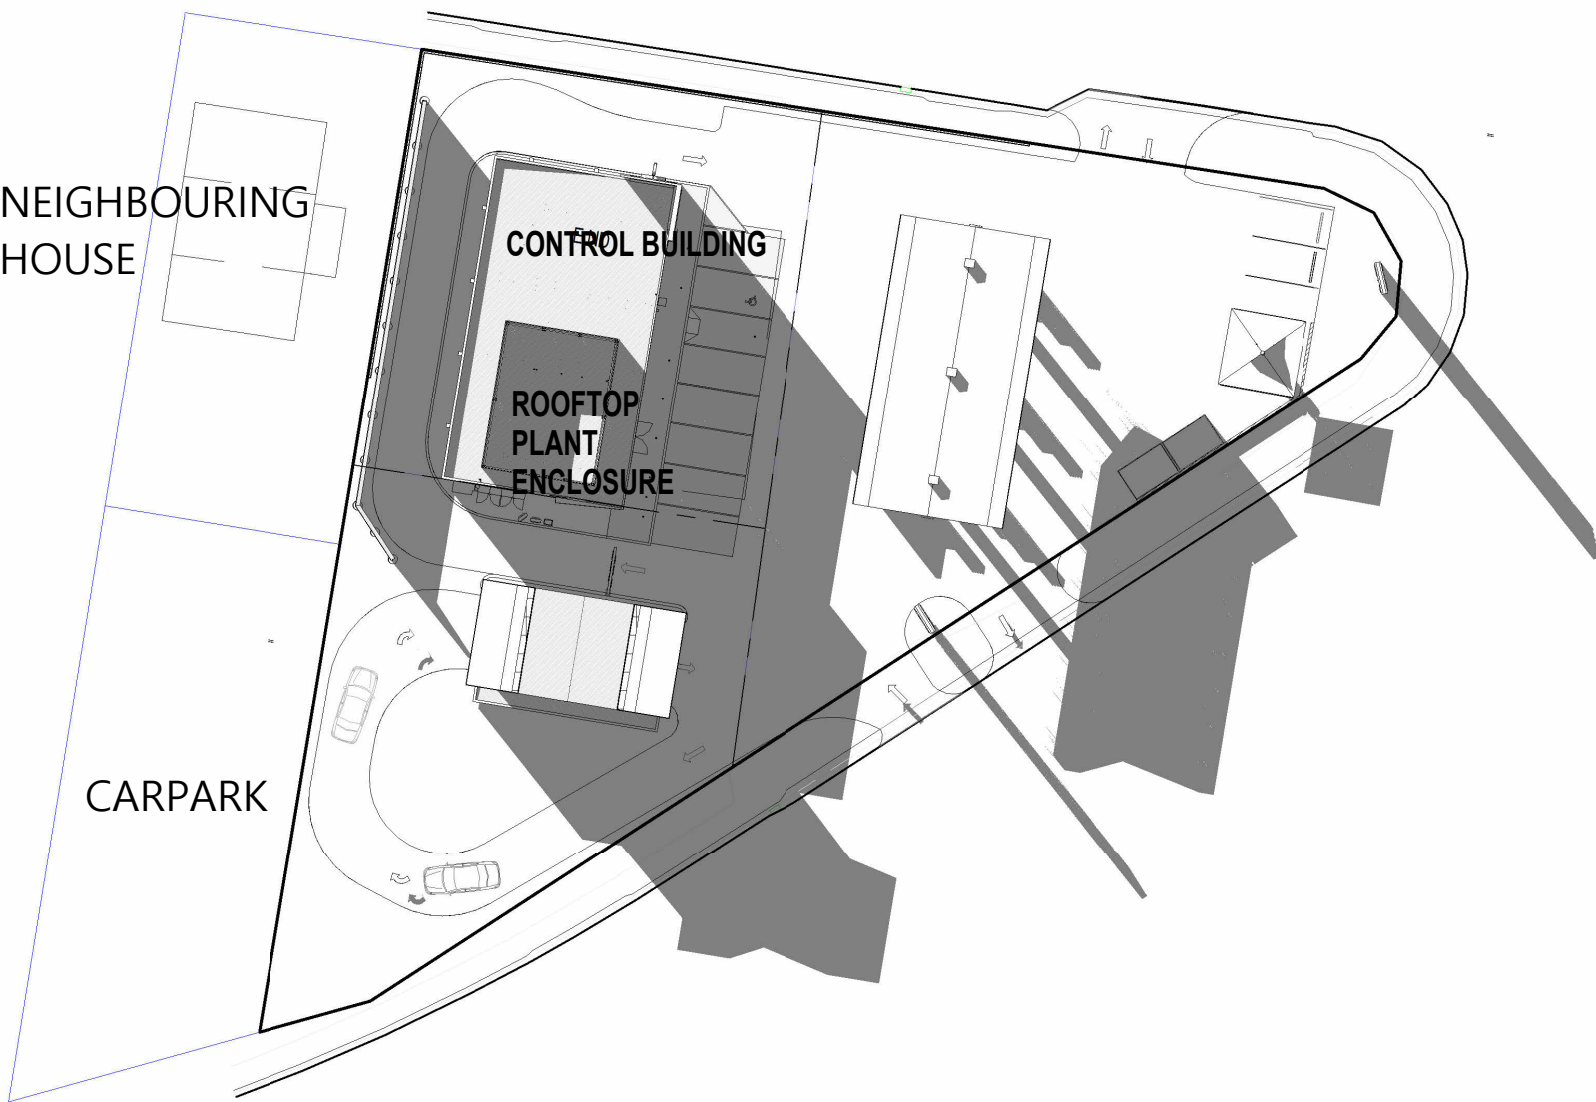 NEIGHBOURING
HOUSE
CONTROL BUILDING
ROOFTOP
PLANT
ENCLOSURE
CARPARK